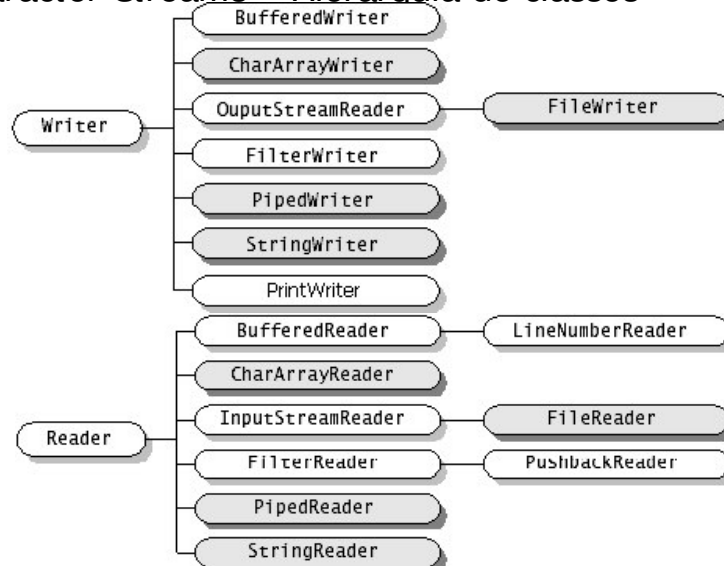 BufferedWriter
CharArrayWriter
OuputStreamReader
FileWriter
Writer
FilterWriter
PipedWriter
StringWriter
PrintWriter
BufferedReader
LineNumberReader
CharArrayReader
InputStreamReader
FileReader
Reader
FilterReader
PushbackReader
PipedReader
StringReader